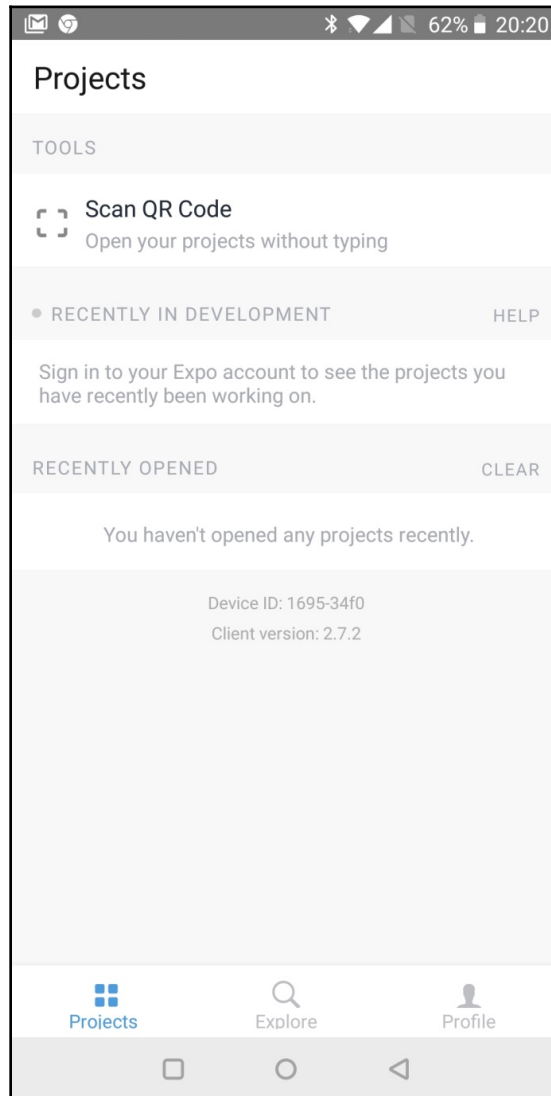 62% 20:20
Projects
TOOLS
Scan QR Code
Open your projects without typing
RECENTLY IN DEVELOPMENT HELP
Sign in to your Expo account to see the projects you
have recently been working on.
RECENTLY OPENED CLEAR
You haven't opened any projects recently.
Device ID: 1695-34f0
Client version: 2.7.2
Projects Explore Profile